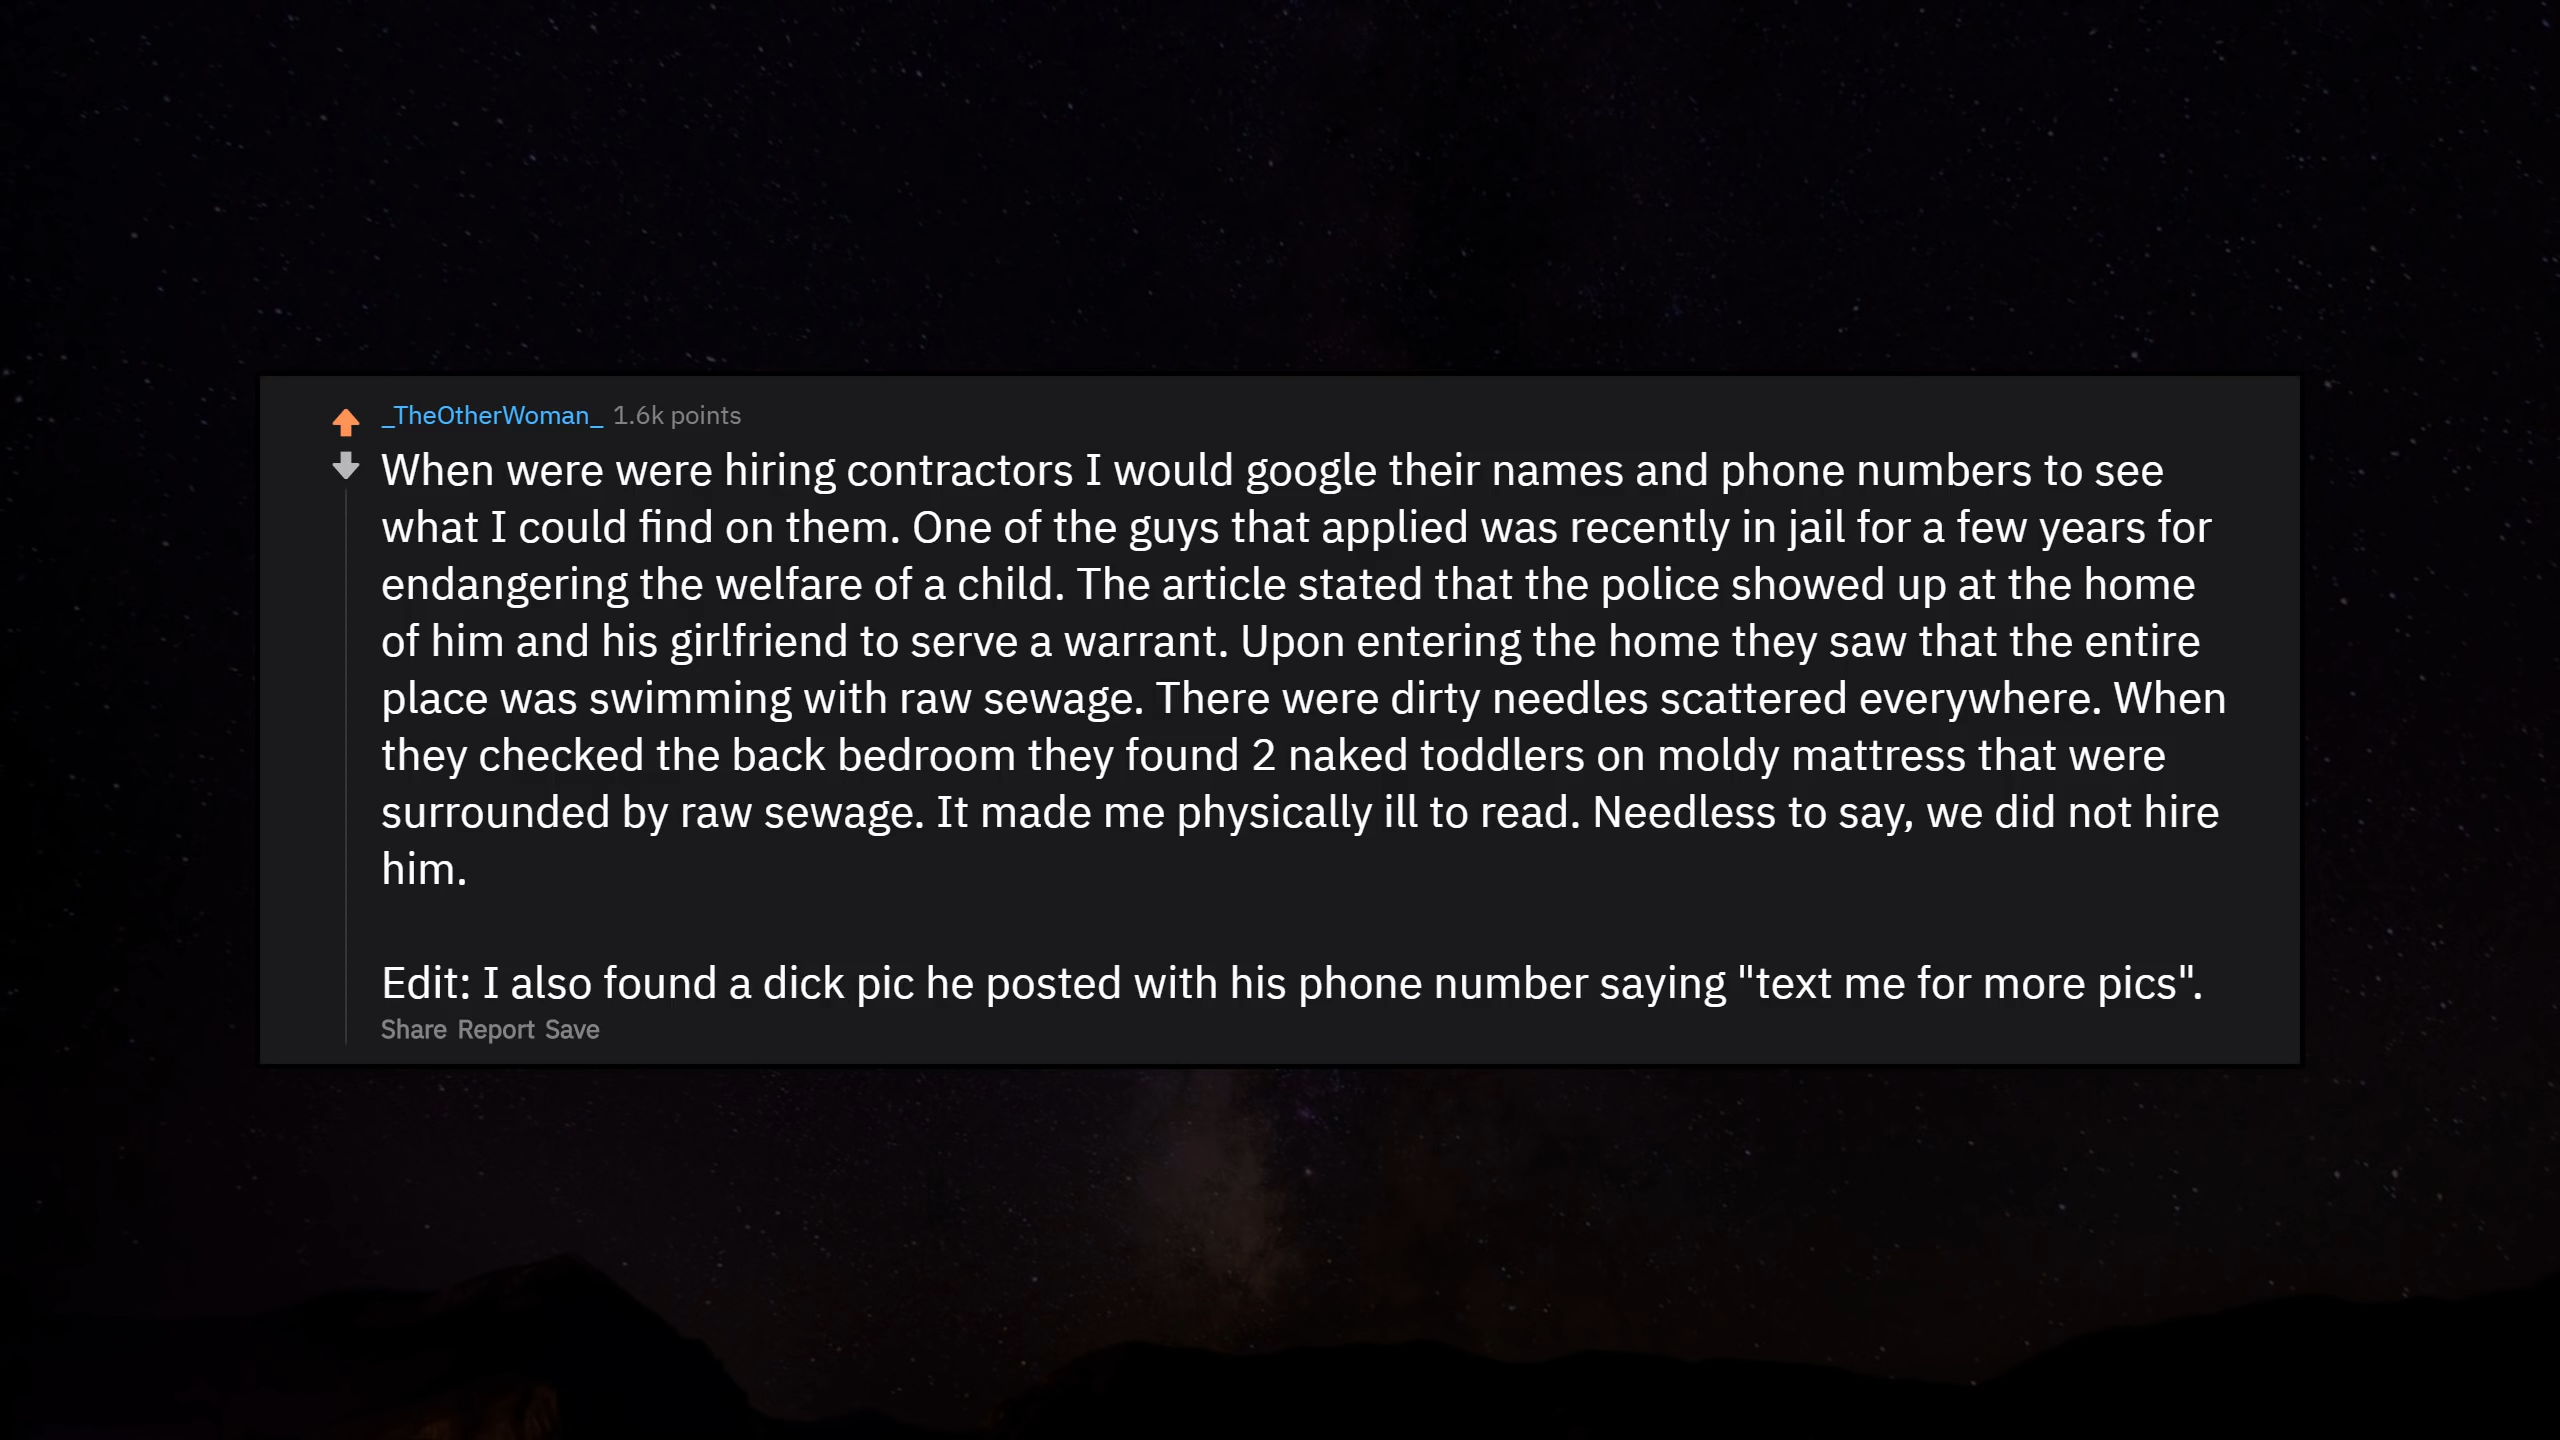 _TheOtherWoman_ 1.6k points
When were were hiring contractors I would google their names and phone numbers to see
what I could find on them. One of the guys that applied was recently in jail for a few years for
endangering the welfare of a child. The article stated that the police showed up at the home
of him and his girlfriend to serve a warrant. Upon entering the home they saw that the entire
place was swimming with raw sewage. There were dirty needles scattered everywhere. When
they checked the back bedroom they found 2 naked toddlers on moldy mattress that were
surrounded by raw sewage. It made me physically ill to read. Needless to say, we did not hire
him.
Edit: I also found a dick pic he posted with his phone number saying "text me for more pics".
Share Report Save